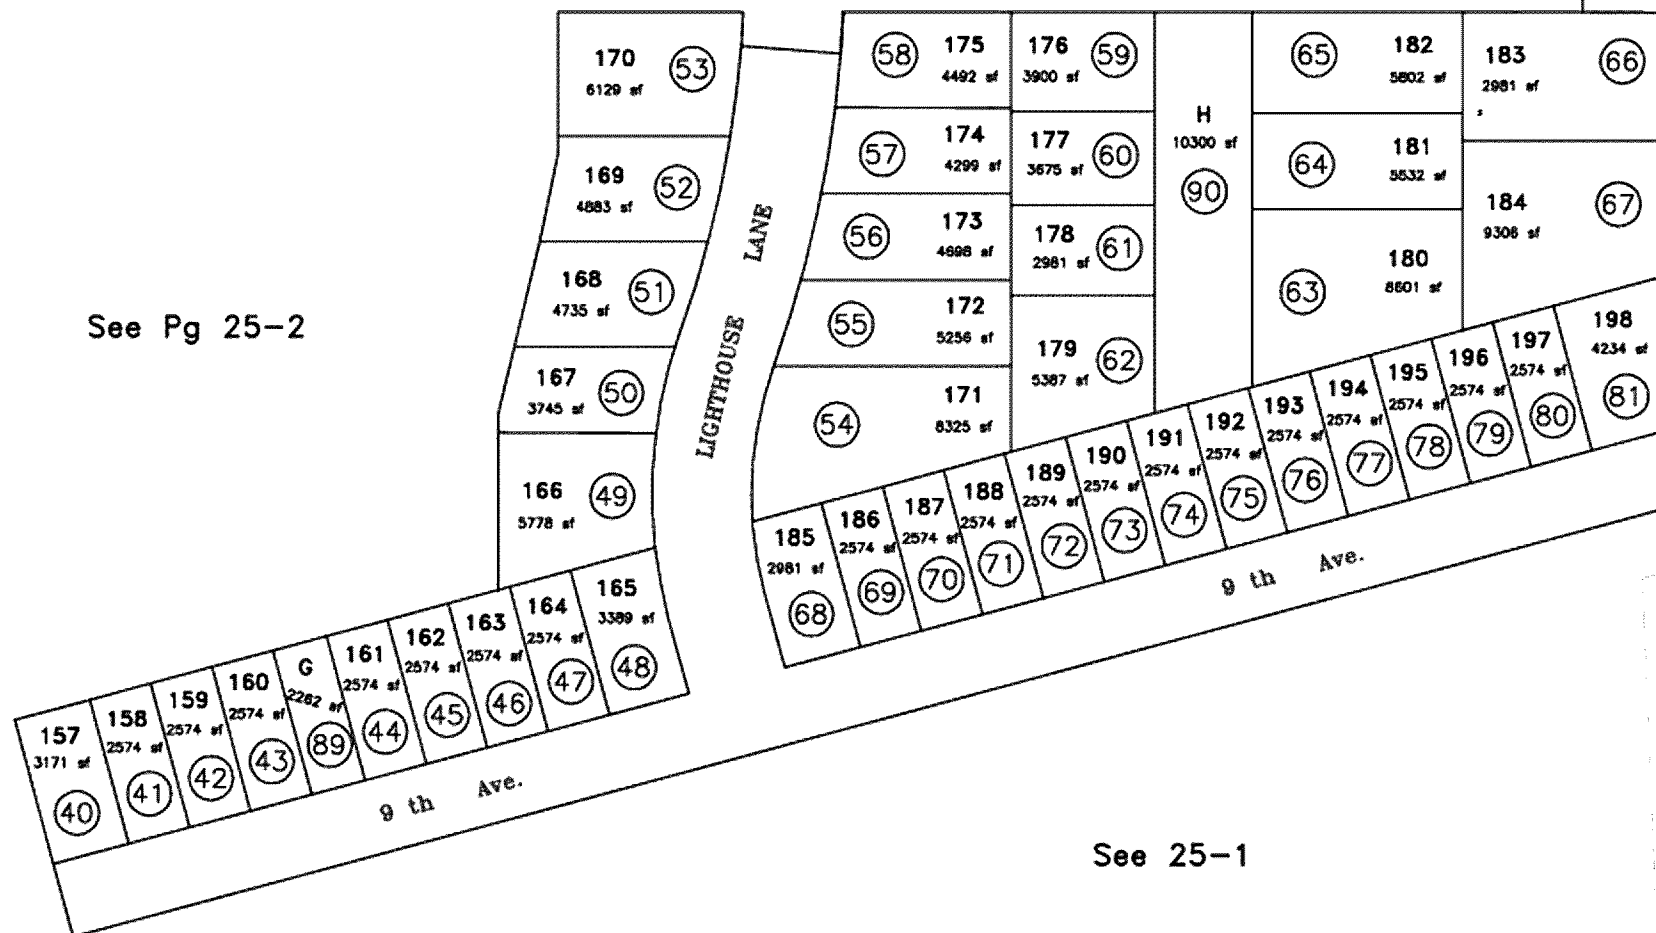 170
53
6129 sf
169
52
4883 sf
168
51
4735 sf
167
50
3745 sf
166
49
5778 sf
LIGHTHOUSE LANE
58
175
4492 sf
57
174
4299 sf
56
173
4698 sf
55
172
5256 sf
54
171
8325 sf
176
59
3900 sf
177
60
3675 sf
178
61
2981 sf
179
62
5387 sf
H
10300 sf
90
65
182
5802 sf
64
181
5532 sf
63
180
8601 sf
183
66
2981 sf
s
184
67
9306 sf
See Pg 25-2
157
3171 sf
40
158
2574 sf
41
159
2574 sf
42
160
2574 sf
43
G
2262 sf
89
161
2574 sf
44
162
2574 sf
45
163
2574 sf
46
164
2574 sf
47
165
3389 sf
48
185
2981 sf
68
186
2574 sf
69
187
2574 sf
70
188
2574 sf
71
189
2574 sf
72
190
2574 sf
73
191
2574 sf
74
192
2574 sf
75
193
2574 sf
76
194
2574 sf
77
195
2574 sf
78
196
2574 sf
79
197
2574 sf
80
198
4234 sf
81
9 th Ave.
9 th Ave.
See 25-1